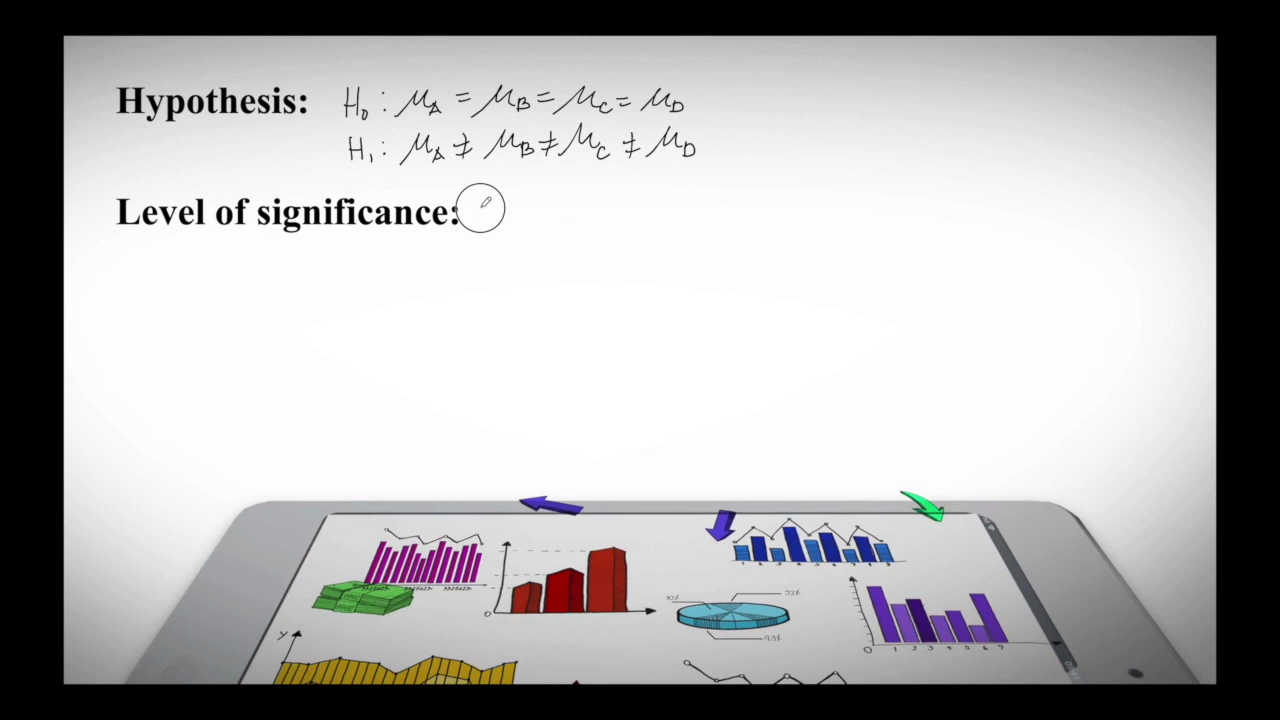 Hypothesis: H₀ : μA = μB = μC = μD
H₁ : μA ≠ μB ≠ μC ≠ μD
Level of significance: